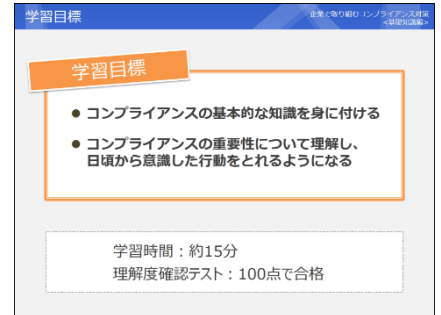 学習目標
企業で取り組むコンプライアンス対策
<基礎知識編>
学習目標
● コンプライアンスの基本的な知識を身に付ける
● コンプライアンスの重要性について理解し、
日頃から意識した行動をとれるようになる
学習時間：約15分
理解度確認テスト：100点で合格